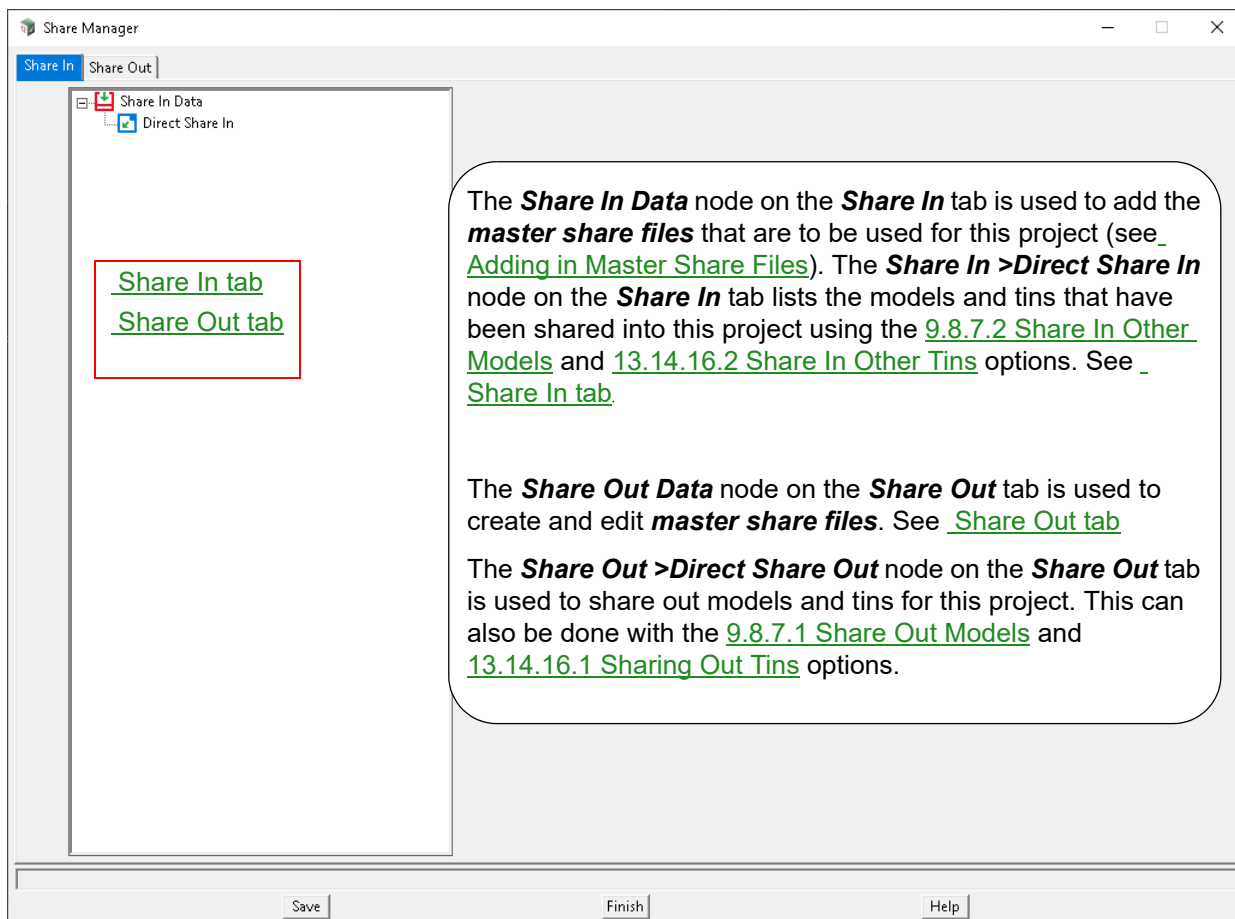 Share Manager
Share In Share Out
Share In Data
Direct Share In
Share In tab
Share Out tab
The Share In Data node on the Share In tab is used to add the
master share files that are to be used for this project (see
Adding in Master Share Files). The Share In >Direct Share In
node on the Share In tab lists the models and tins that have
been shared into this project using the 9.8.7.2 Share In Other
Models and 13.14.16.2 Share In Other Tins options. See
Share In tab.
The Share Out Data node on the Share Out tab is used to
create and edit master share files. See Share Out tab
The Share Out >Direct Share Out node on the Share Out tab
is used to share out models and tins for this project. This can
also be done with the 9.8.7.1 Share Out Models and
13.14.16.1 Sharing Out Tins options.
Save Finish Help